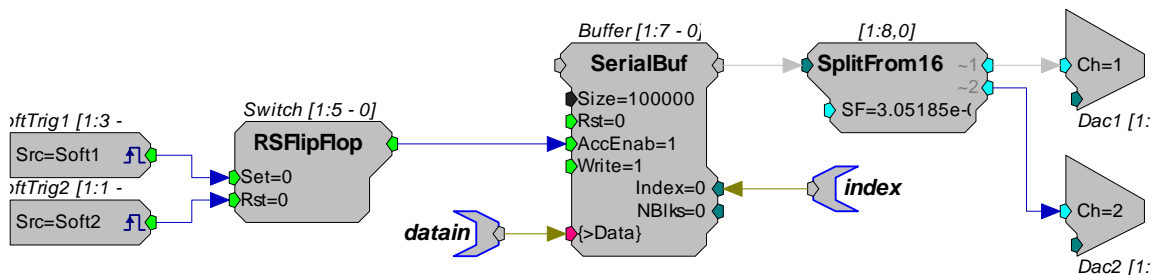 Buffer [1:7 - 0]
[1:8,0]
SerialBuf
SplitFrom16
~1
Ch=1
~2
Size=100000
Switch [1:5 - 0]
SF=3.05185e-(
oftTrig1 [1:3 -
Rst=0
Dac1 [1:
RSFlipFlop
AccEnab=1
Src=Soft1
Write=1
Set=0
Index=0
index
oftTrig2 [1:1 -
Rst=0
NBlks=0
Src=Soft2
Ch=2
datain
{>Data}
Dac2 [1: